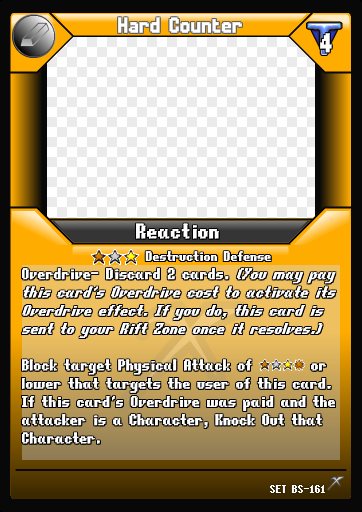 Hard Counter
4
Reaction
Destruction Defense
Overdrive- Discard 2 cards. (You may pay
this card's Overdrive cost to activate its
Overdrive effect. If you do, this card is
sent to your Rift Zone once it resolves.)
Block target Physical Attack of or
lower that targets the user of this card.
If this card's Overdrive was paid and the
attacker is a Character, Knock Out that
Character.
SET BS-161